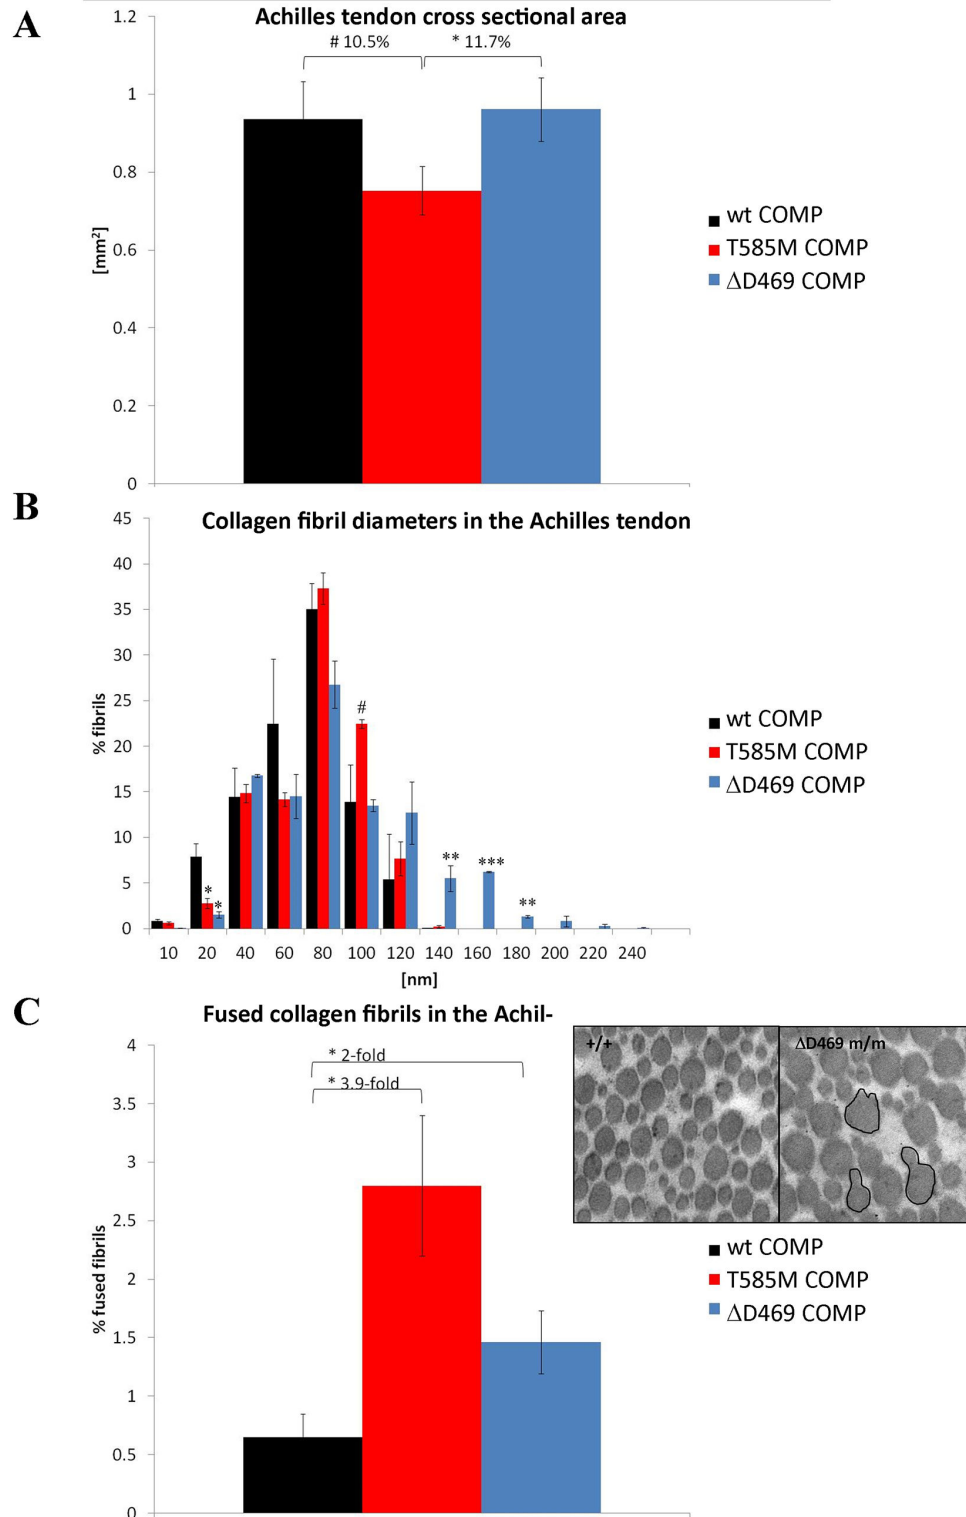 A
Achilles tendon cross sectional area
# 10.5%
* 11.7%
1.2
1
0.8
0.6
0.4
0.2
0
[mm²]
wt COMP
T585M COMP
ΔD469 COMP
B
Collagen fibril diameters in the Achilles tendon
45
40
35
30
25
20
15
10
5
0
% fibrils
#
*
*
**
***
**
10 20 40 60 80 100 120 140 160 180 200 220 240
[nm]
wt COMP
T585M COMP
ΔD469 COMP
C
Fused collagen fibrils in the Achil-
* 2-fold
* 3.9-fold
4
3.5
3
2.5
2
1.5
1
0.5
0
% fused fibrils
+/+
ΔD469 m/m
wt COMP
T585M COMP
ΔD469 COMP